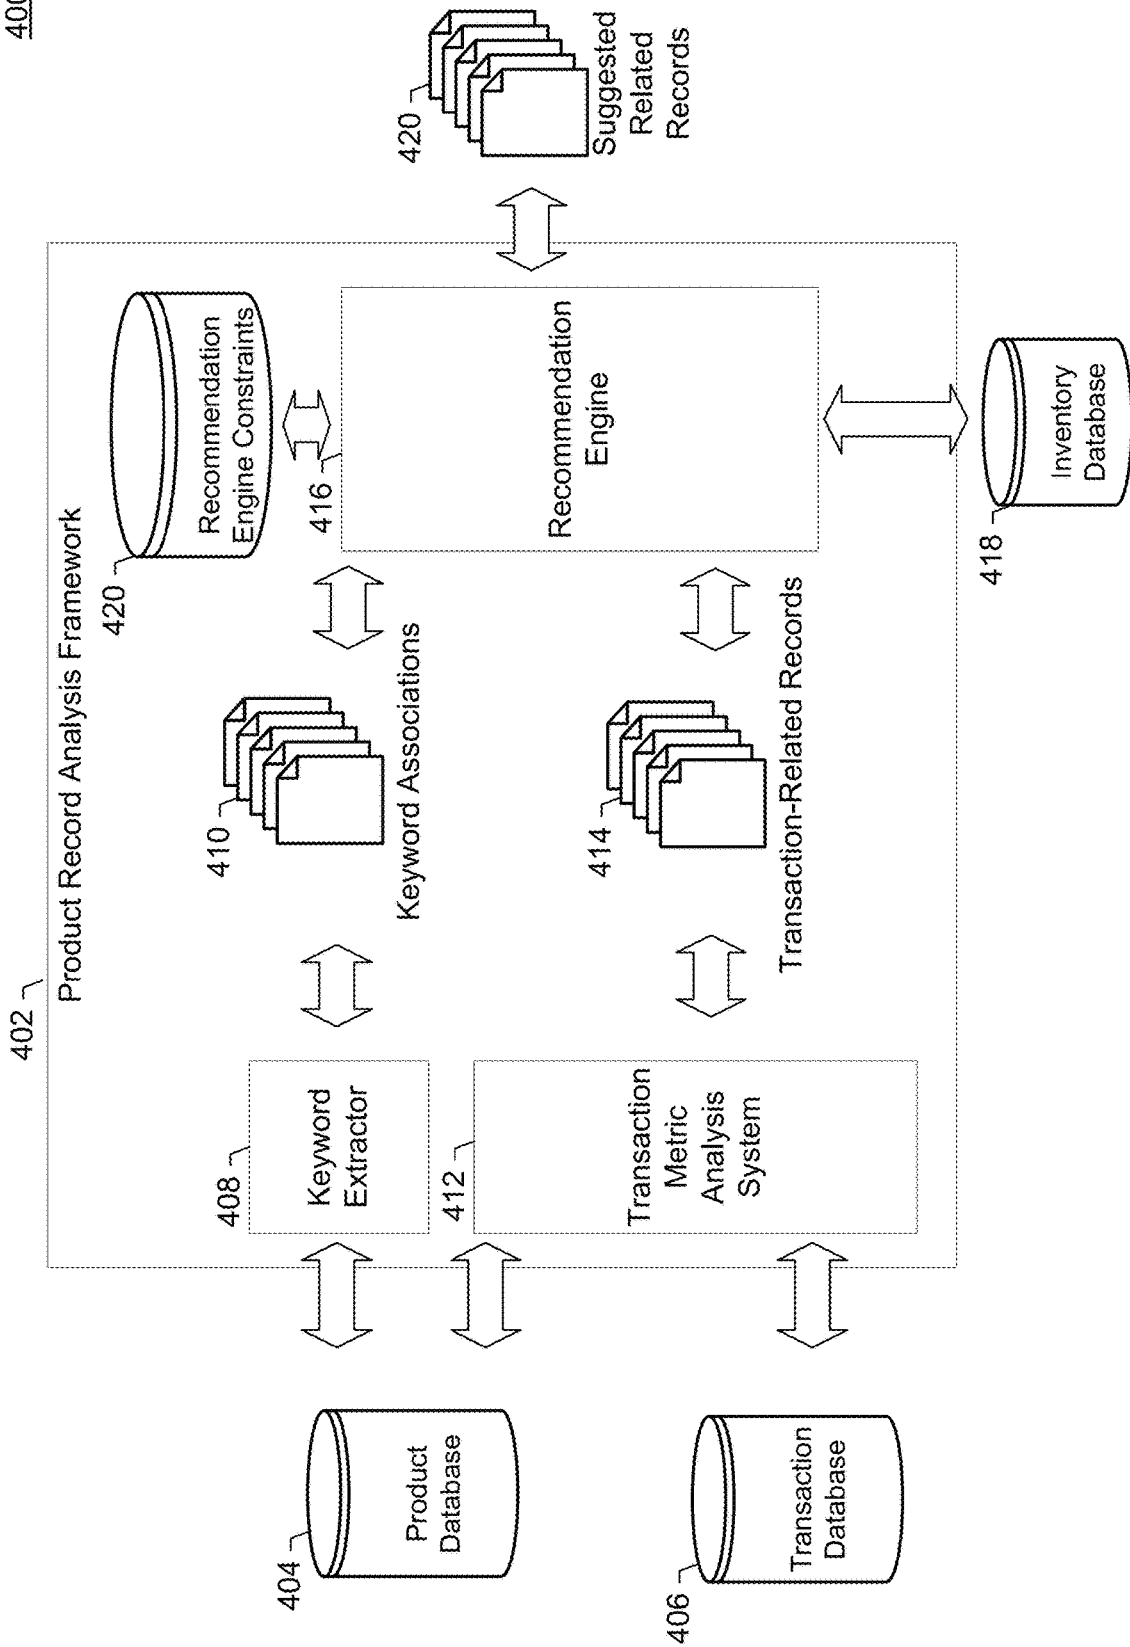 400
402
Product Record Analysis Framework
404
Product
Database
406
Transaction
Database
408
Keyword
Extractor
412
Transaction
Metric
Analysis
System
410
Keyword Associations
414
Transaction-Related Records
420
Recommendation
Engine Constraints
416
Recommendation
Engine
418
Inventory
Database
420
Suggested
Related
Records